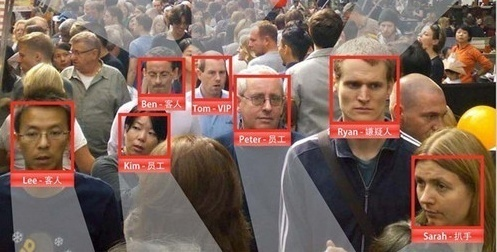 Ben - 客人
Tom - VIP
Peter - 员工
Ryan - 嫌疑人
Kim - 员工
Lee - 客人
Sarah - 扒手